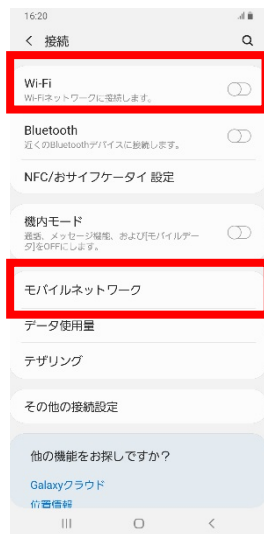 16:20
接続
Wi-Fi
Wi-Fiネットワークに接続します。
Bluetooth
近くのBluetoothデバイスに接続します。
NFC/おサイフケータイ 設定
機内モード
通話、メッセージ機能、および[モバイルデー
タ]をOFFにします。
モバイルネットワーク
データ使用量
テザリング
その他の接続設定
他の機能をお探しですか？
Galaxyクラウド
位置情報